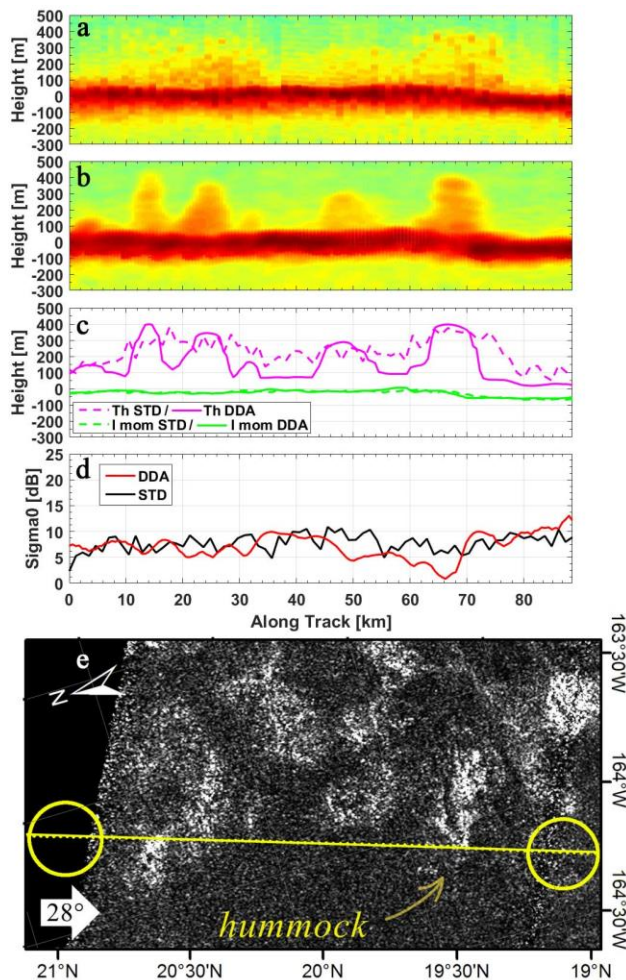 a
500
400
300
200
100
0
-100
-200
-300
Height [m]
b
500
400
300
200
100
0
-100
-200
-300
Height [m]
c
500
400
300
200
100
0
-100
-200
-300
Height [m]
Th STD / Th DDA
I mom STD / I mom DDA
d
25
20
15
10
5
0
Sigma0 [dB]
DDA
STD
0 10 20 30 40 50 60 70 80
Along Track [km]
e
N
163°30'W
164°W
164°30'W
28°
hummock
21°N 20°30'N 20°N 19°30'N 19°N